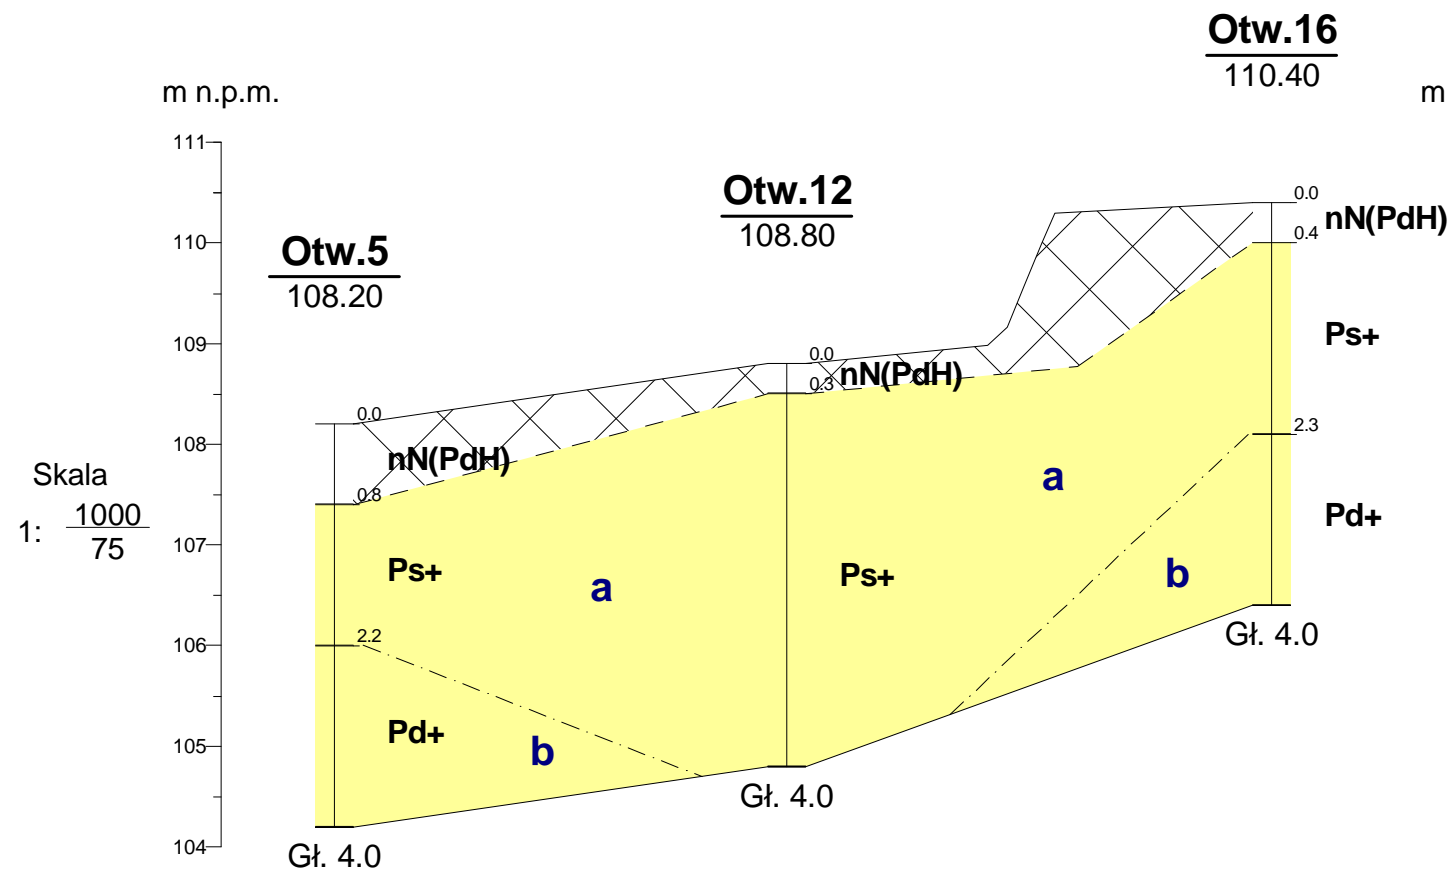 Otw.16
110.40
m n.p.m.
m
111
Otw.12
108.80
0.0
nN(PdH)
0.4
110
Otw.5
108.20
Ps+
109
0.0
nN(PdH)
0.3
0.0
2.3
108
nN(PdH)
a
Skala
1: 1000
75
0.8
Pd+
107
Ps+
a
Ps+
b
106
2.2
Gł. 4.0
Pd+
b
105
Gł. 4.0
104
Gł. 4.0